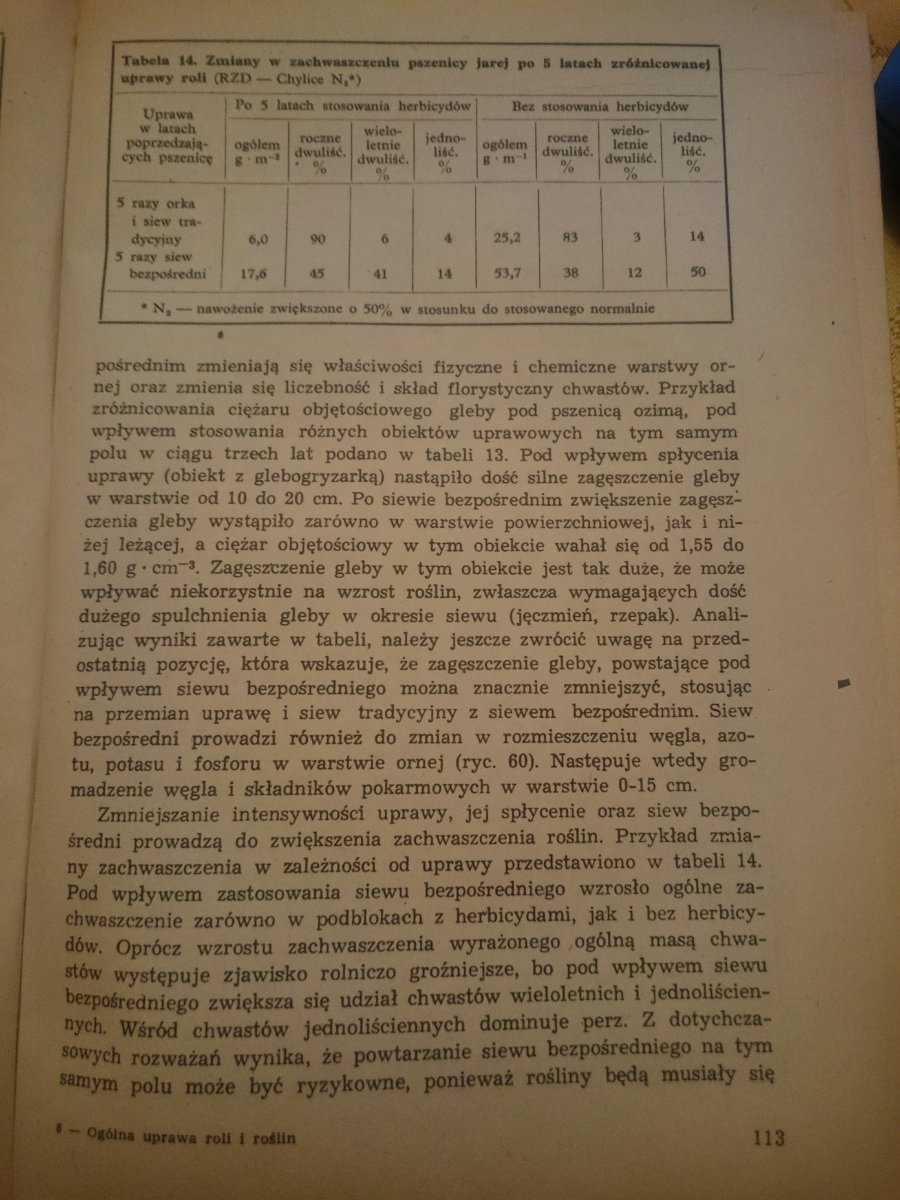 Tabela 14. Zmiany w zachwaszczeniu pszenicy jarej po 5 latach zróżnicowanej
uprawy roli (RZD — Chylice N₂*)
Uprawa
w latach
poprzedzają-
cych pszenicę
Po 5 latach stosowania herbicydów
Bez stosowania herbicydów
ogółem
g · m⁻²
roczne
dwuliść.
%
wielo-
letnie
dwuliść.
%
jedno-
liść.
%
ogółem
g · m⁻¹
roczne
dwuliść.
%
wielo-
letnie
dwuliść.
%
jedno-
liść.
%
5 razy orka
i siew tra-
dycyjny 6,0 90 6 4 25,2 83 3 14
5 razy siew
bezpośredni 17,6 45 41 14 53,7 38 12 50
* N₂ — nawożenie zwiększone o 50% w stosunku do stosowanego normalnie
pośrednim zmieniają się właściwości fizyczne i chemiczne warstwy or-
nej oraz zmienia się liczebność i skład florystyczny chwastów. Przykład
zróżnicowania ciężaru objętościowego gleby pod pszenicą ozimą, pod
wpływem stosowania różnych obiektów uprawowych na tym samym
polu w ciągu trzech lat podano w tabeli 13. Pod wpływem spłycenia
uprawy (obiekt z glebogryzarką) nastąpiło dość silne zagęszczenie gleby
w warstwie od 10 do 20 cm. Po siewie bezpośrednim zwiększenie zagęsz-
czenia gleby wystąpiło zarówno w warstwie powierzchniowej, jak i ni-
żej leżącej, a ciężar objętościowy w tym obiekcie wahał się od 1,55 do
1,60 g · cm⁻³. Zagęszczenie gleby w tym obiekcie jest tak duże, że może
wpływać niekorzystnie na wzrost roślin, zwłaszcza wymagających dość
dużego spulchnienia gleby w okresie siewu (jęczmień, rzepak). Anali-
zując wyniki zawarte w tabeli, należy jeszcze zwrócić uwagę na przed-
ostatnią pozycję, która wskazuje, że zagęszczenie gleby, powstające pod
wpływem siewu bezpośredniego można znacznie zmniejszyć, stosując
na przemian uprawę i siew tradycyjny z siewem bezpośrednim. Siew
bezpośredni prowadzi również do zmian w rozmieszczeniu węgla, azo-
tu, potasu i fosforu w warstwie ornej (ryc. 60). Następuje wtedy gro-
madzenie węgla i składników pokarmowych w warstwie 0-15 cm.
Zmniejszanie intensywności uprawy, jej spłycenie oraz siew bezpo-
średni prowadzą do zwiększenia zachwaszczenia roślin. Przykład zmia-
ny zachwaszczenia w zależności od uprawy przedstawiono w tabeli 14.
Pod wpływem zastosowania siewu bezpośredniego wzrosło ogólne za-
chwaszczenie zarówno w podblokach z herbicydami, jak i bez herbicy-
dów. Oprócz wzrostu zachwaszczenia wyrażonego ogólną masą chwa-
stów występuje zjawisko rolniczo groźniejsze, bo pod wpływem siewu
bezpośredniego zwiększa się udział chwastów wieloletnich i jednoliścien-
nych. Wśród chwastów jednoliściennych dominuje perz. Z dotychcza-
sowych rozważań wynika, że powtarzanie siewu bezpośredniego na tym
samym polu może być ryzykowne, ponieważ rośliny będą musiały się
8 — Ogólna uprawa roli i roślin
113